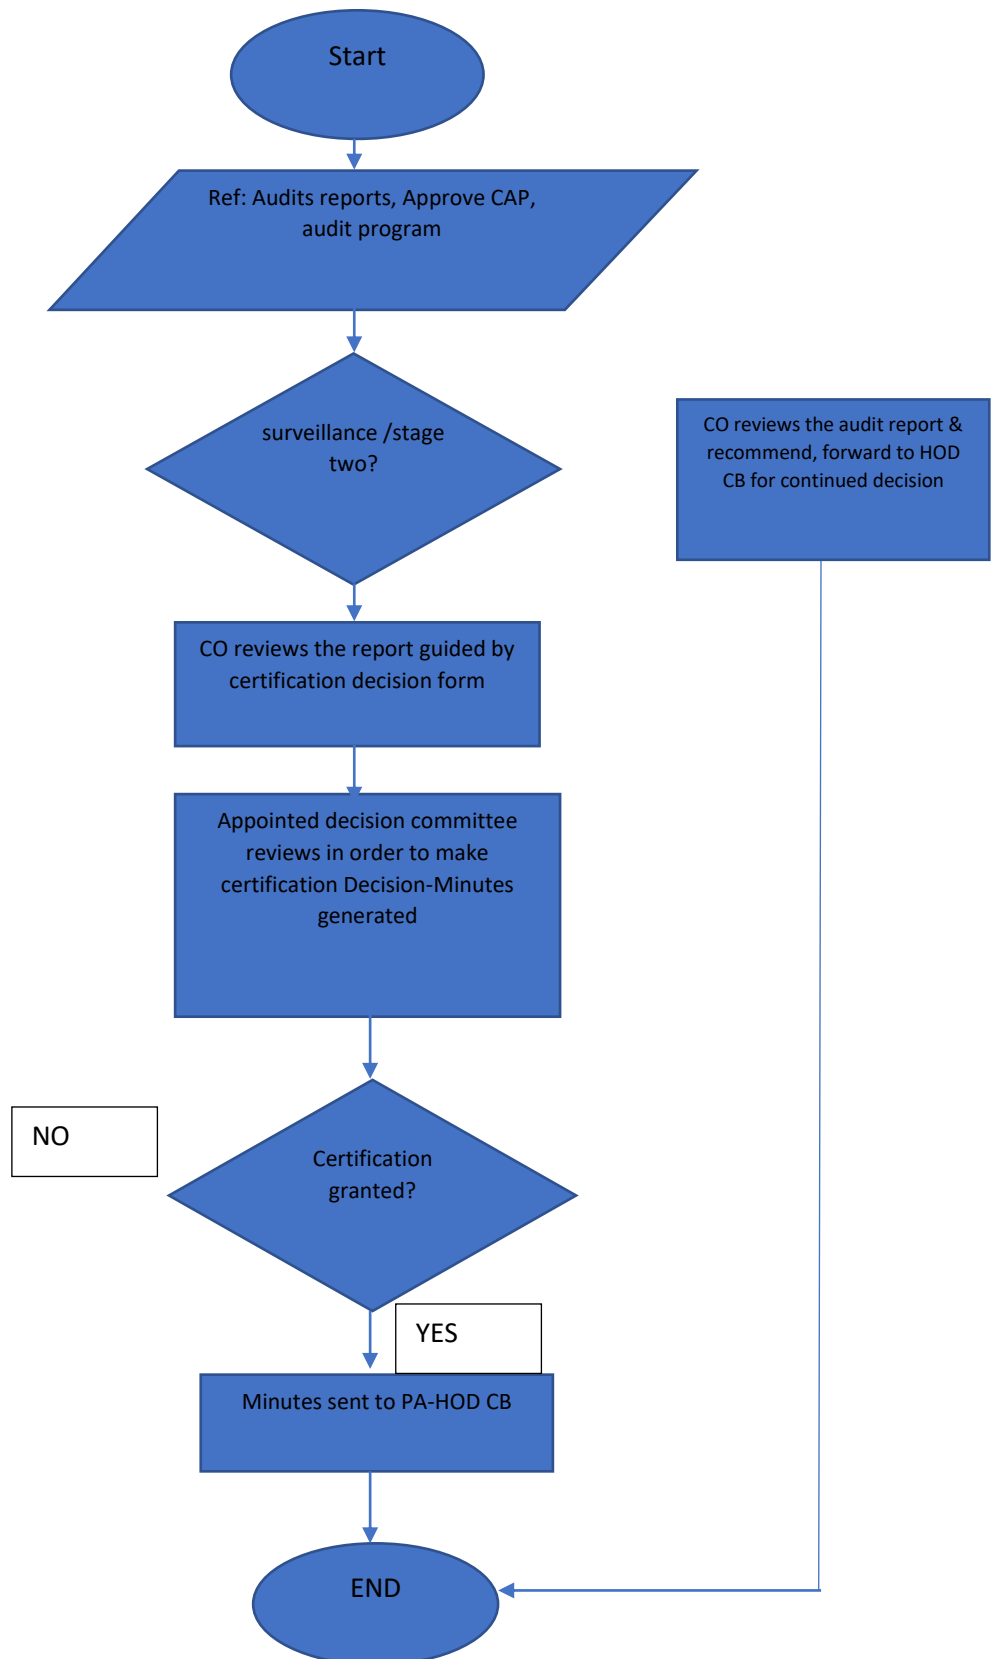 Start
Ref: Audits reports, Approve CAP,
audit program
surveillance /stage
two?
CO reviews the audit report &
recommend, forward to HOD
CB for continued decision
CO reviews the report guided by
certification decision form
Appointed decision committee
reviews in order to make
certification Decision-Minutes
generated
NO
Certification
granted?
YES
Minutes sent to PA-HOD CB
END